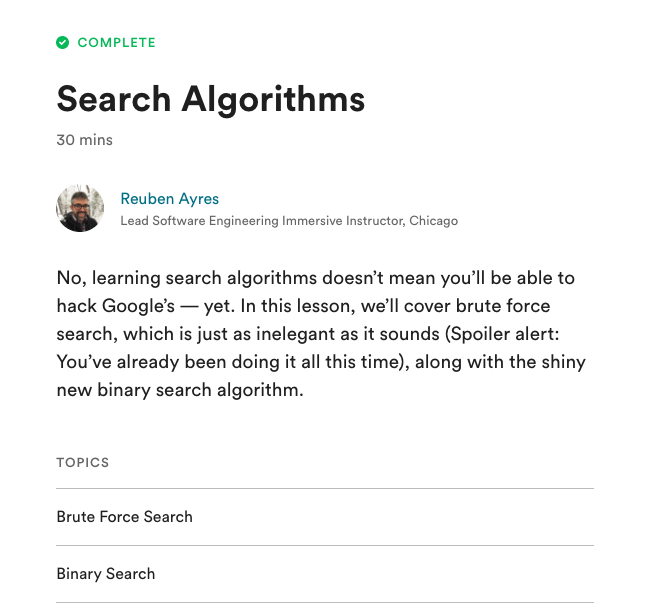 COMPLETE
Search Algorithms
30 mins
Reuben Ayres
Lead Software Engineering Immersive Instructor, Chicago
No, learning search algorithms doesn’t mean you’ll be able to
hack Google’s — yet. In this lesson, we’ll cover brute force
search, which is just as inelegant as it sounds (Spoiler alert:
You’ve already been doing it all this time), along with the shiny
new binary search algorithm.
TOPICS
Brute Force Search
Binary Search